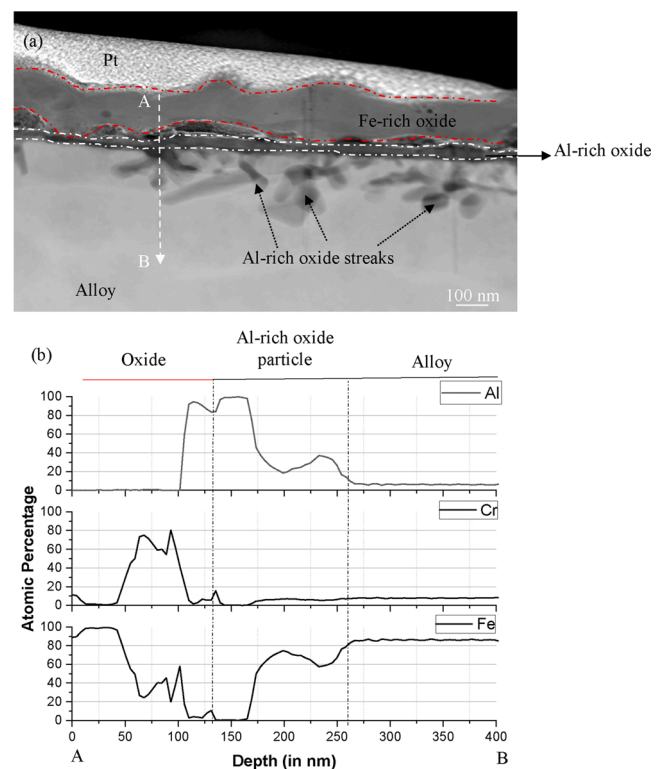 (a)
Pt
A
Fe-rich oxide
Al-rich oxide
B
Al-rich oxide streaks
Alloy
100 nm
(b)
Oxide
Al-rich oxide
particle
Alloy
Al
100
80
60
40
20
0
Cr
100
80
60
40
20
0
Fe
100
80
60
40
20
0
Atomic Percentage
0 50 100 150 200 250 300 350 400
A
Depth (in nm)
B